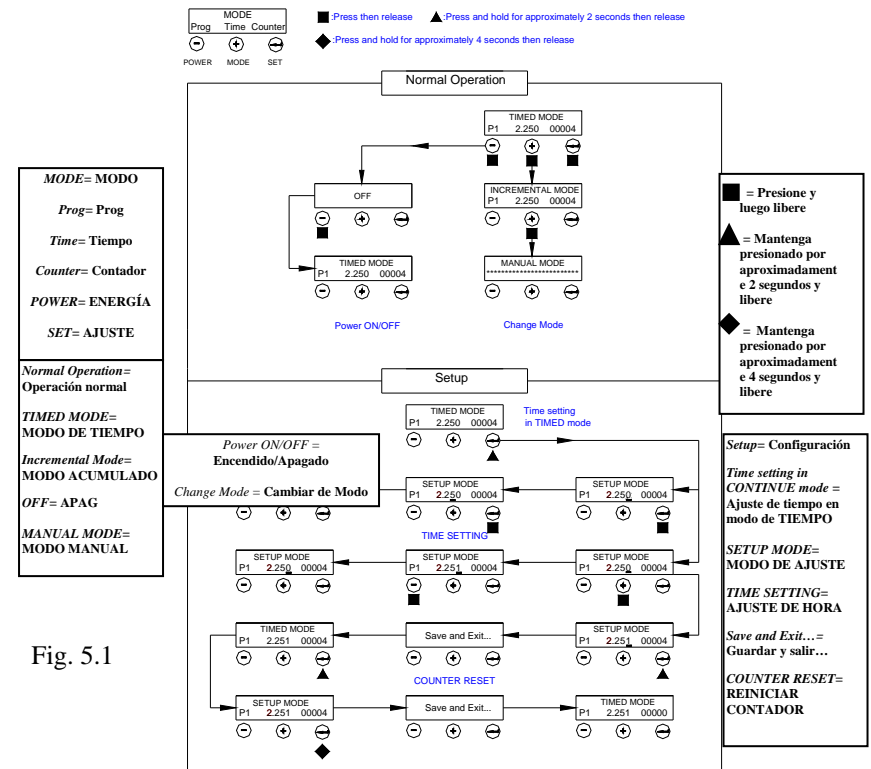 MODE
Prog Time Counter
POWER MODE SET
:Press then release
:Press and hold for approximately 2 seconds then release
:Press and hold for approximately 4 seconds then release
Normal Operation
TIMED MODE
P1 2.250 00004
OFF
INCREMENTAL MODE
P1 2.250 00004
TIMED MODE
P1 2.250 00004
MANUAL MODE
*************************
Power ON/OFF
Change Mode
MODE= MODO
Prog= Prog
Time= Tiempo
Counter= Contador
POWER= ENERGÍA
SET= AJUSTE
Normal Operation=
Operación normal
TIMED MODE=
MODO DE TIEMPO
Incremental Mode=
MODO ACUMULADO
OFF= APAG
MANUAL MODE=
MODO MANUAL
= Presione y
luego libere
= Mantenga
presionado por
aproximadament
e 2 segundos y
libere
= Mantenga
presionado por
aproximadament
e 4 segundos y
libere
Setup
TIMED MODE
P1 2.250 00004
Time setting
in TIMED mode
Power ON/OFF =
Encendido/Apagado
Change Mode = Cambiar de Modo
SETUP MODE
P1 2.250 00004
SETUP MODE
P1 2.250 00004
TIME SETTING
SETUP MODE
P1 2.250 00004
SETUP MODE
P1 2.251 00004
SETUP MODE
P1 2.250 00004
TIMED MODE
P1 2.251 00004
Save and Exit...
SETUP MODE
P1 2.251 00004
COUNTER RESET
SETUP MODE
P1 2.251 00004
Save and Exit...
TIMED MODE
P1 2.251 00000
Setup= Configuración
Time setting in
CONTINUE mode =
Ajuste de tiempo en
modo de TIEMPO
SETUP MODE=
MODO DE AJUSTE
TIME SETTING=
AJUSTE DE HORA
Save and Exit…=
Guardar y salir…
COUNTER RESET=
REINICIAR
CONTADOR
Fig. 5.1